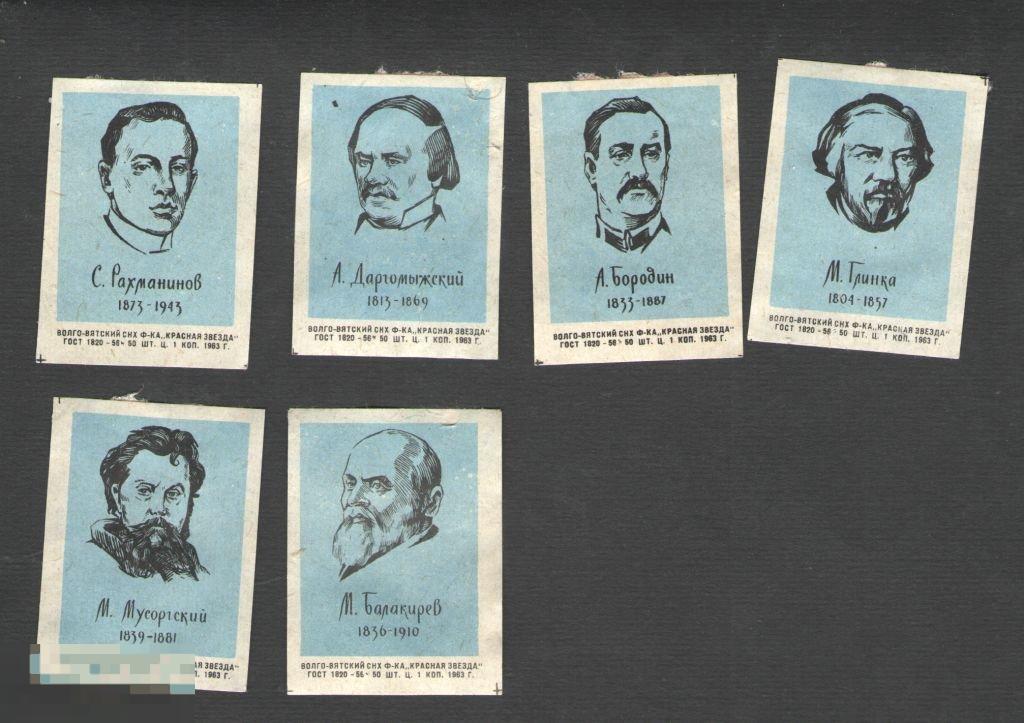 С. Рахманинов
1873-1943
ВОЛГО-ВЯТСКИЙ СНХ Ф-КА „КРАСНАЯ ЗВЕЗДА"
ГОСТ 1820-56 50 ШТ. Ц. 1 КОП. 1963 Г.
А. Даргомыжский
1813-1869
ВОЛГО-ВЯТСКИЙ СНХ Ф-КА „КРАСНАЯ ЗВЕЗДА"
ГОСТ 1820-56 50 ШТ. Ц. 1 КОП. 1963 Г.
А. Бородин
1833-1887
ВОЛГО-ВЯТСКИЙ СНХ Ф-КА „КРАСНАЯ ЗВЕЗДА"
ГОСТ 1820-56 50 ШТ. Ц. 1 КОП. 1963 Г.
М. Глинка
1804-1857
ВОЛГО-ВЯТСКИЙ СНХ Ф-КА „КРАСНАЯ ЗВЕЗДА"
ГОСТ 1820-56 50 ШТ. Ц. 1 КОП. 1963 Г.
М. Мусоргский
1839-1881
ЗВЕЗДА"
1963 Г.
М. Балакирев
1836-1910
ВОЛГО-ВЯТСКИЙ СНХ Ф-КА „КРАСНАЯ ЗВЕЗДА"
ГОСТ 1820-56 50 ШТ. Ц. 1 КОП. 1963 Г.